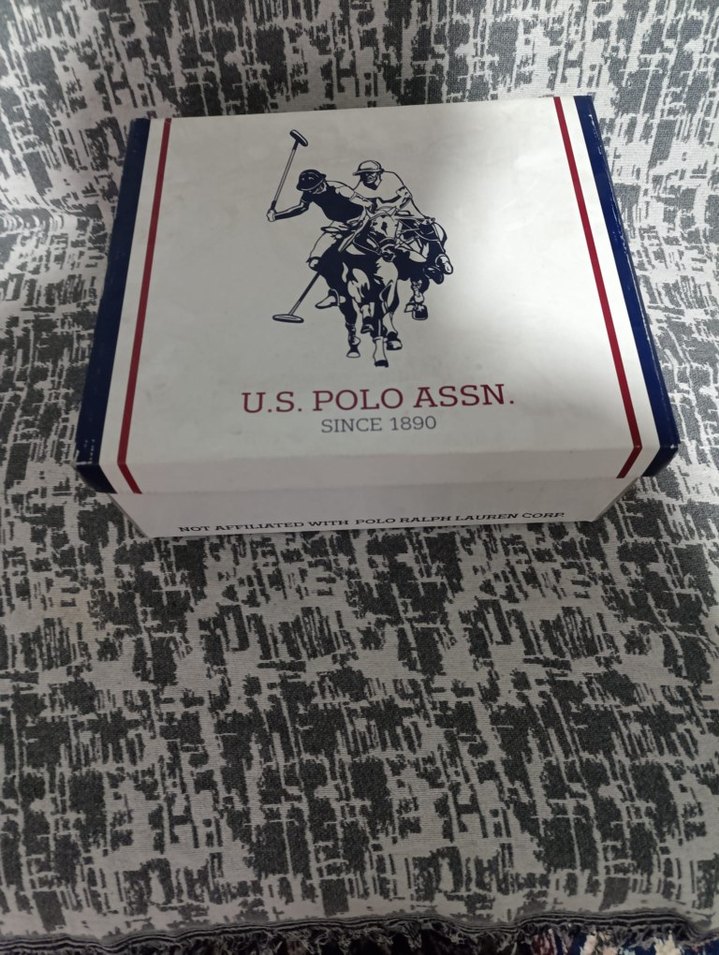 U.S. POLO ASSN.
SINCE 1890
NOT AFFILIATED WITH POLO RALPH LAUREN CORP.